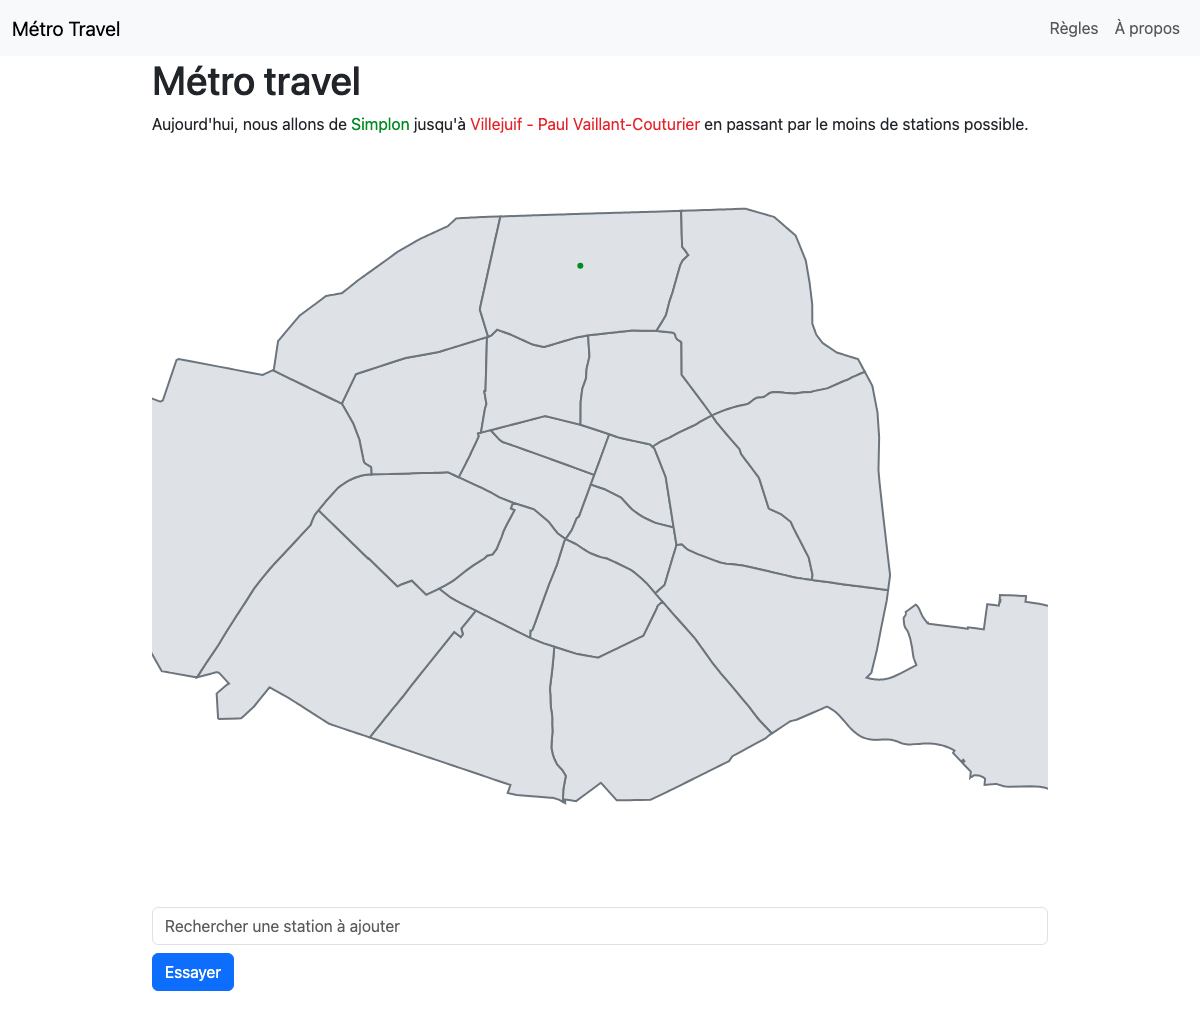 Métro Travel
Règles
À propos
Métro travel
Aujourd'hui, nous allons de Simplon jusqu'à Villejuif - Paul Vaillant-Couturier en passant par le moins de stations possible.
Rechercher une station à ajouter
Essayer